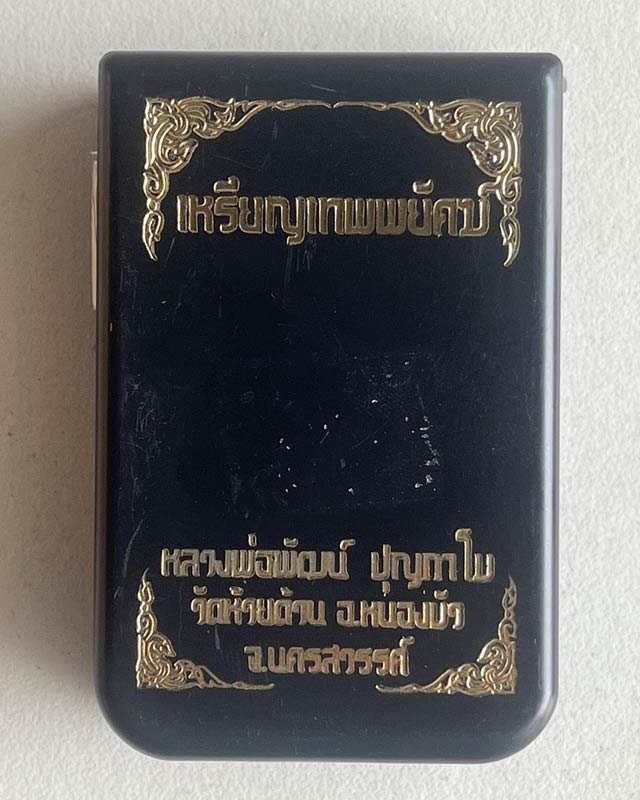 เหรียญเทพพยัคฆ์
หลวงพ่อพัฒน์ ปุญฺญกาโม
วัดห้วยด้วน อ.หนองบัว
จ.นครสวรรค์